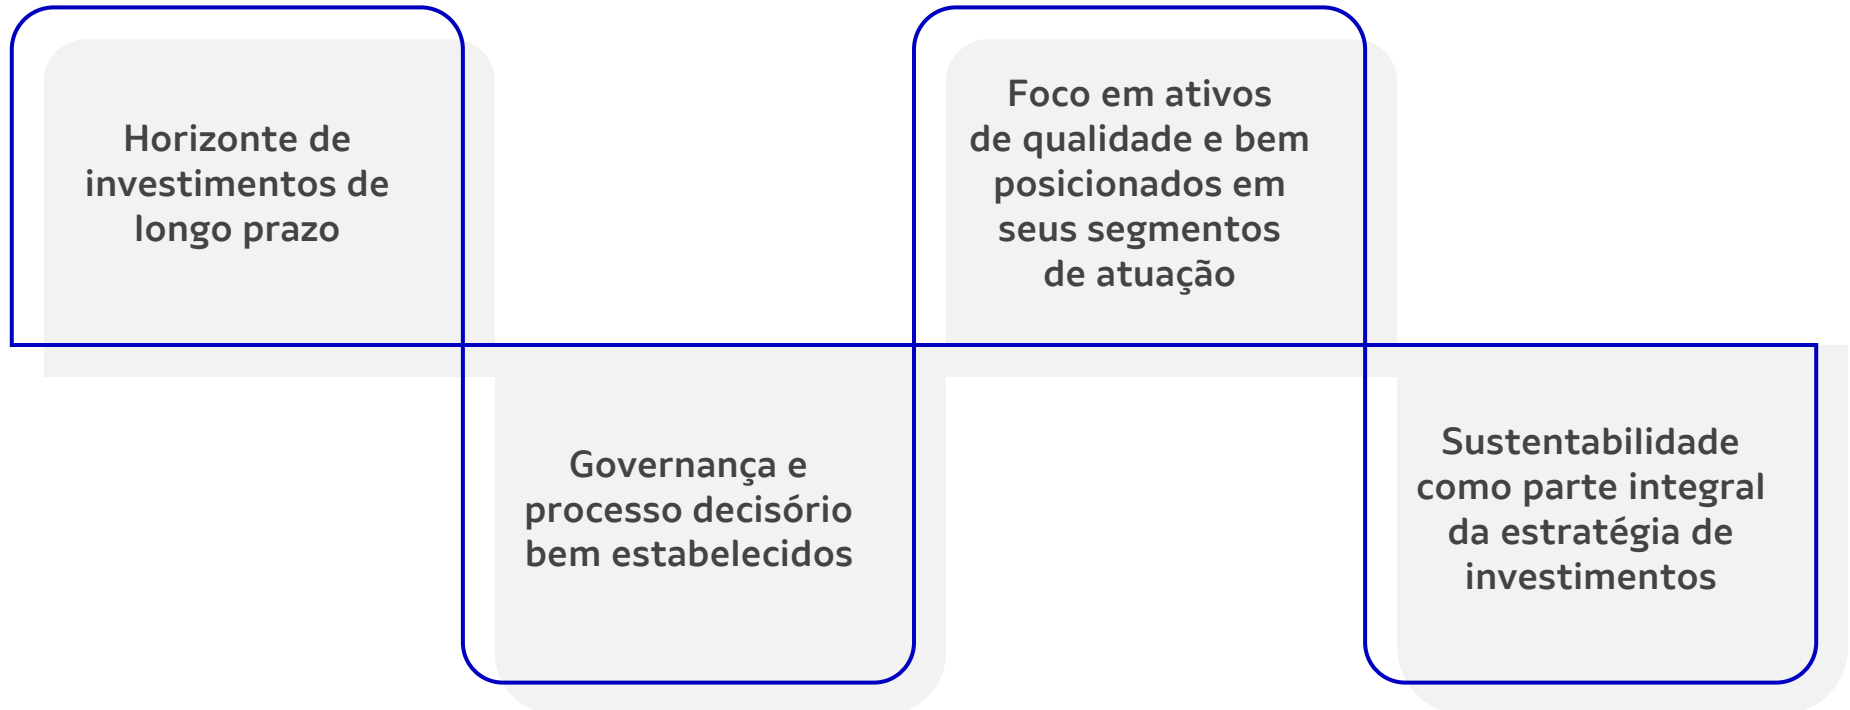 Horizonte de
investimentos de
longo prazo
Governança e
processo decisório
bem estabelecidos
Foco em ativos
de qualidade e bem
posicionados em
seus segmentos
de atuação
Sustentabilidade
como parte integral
da estratégia de
investimentos